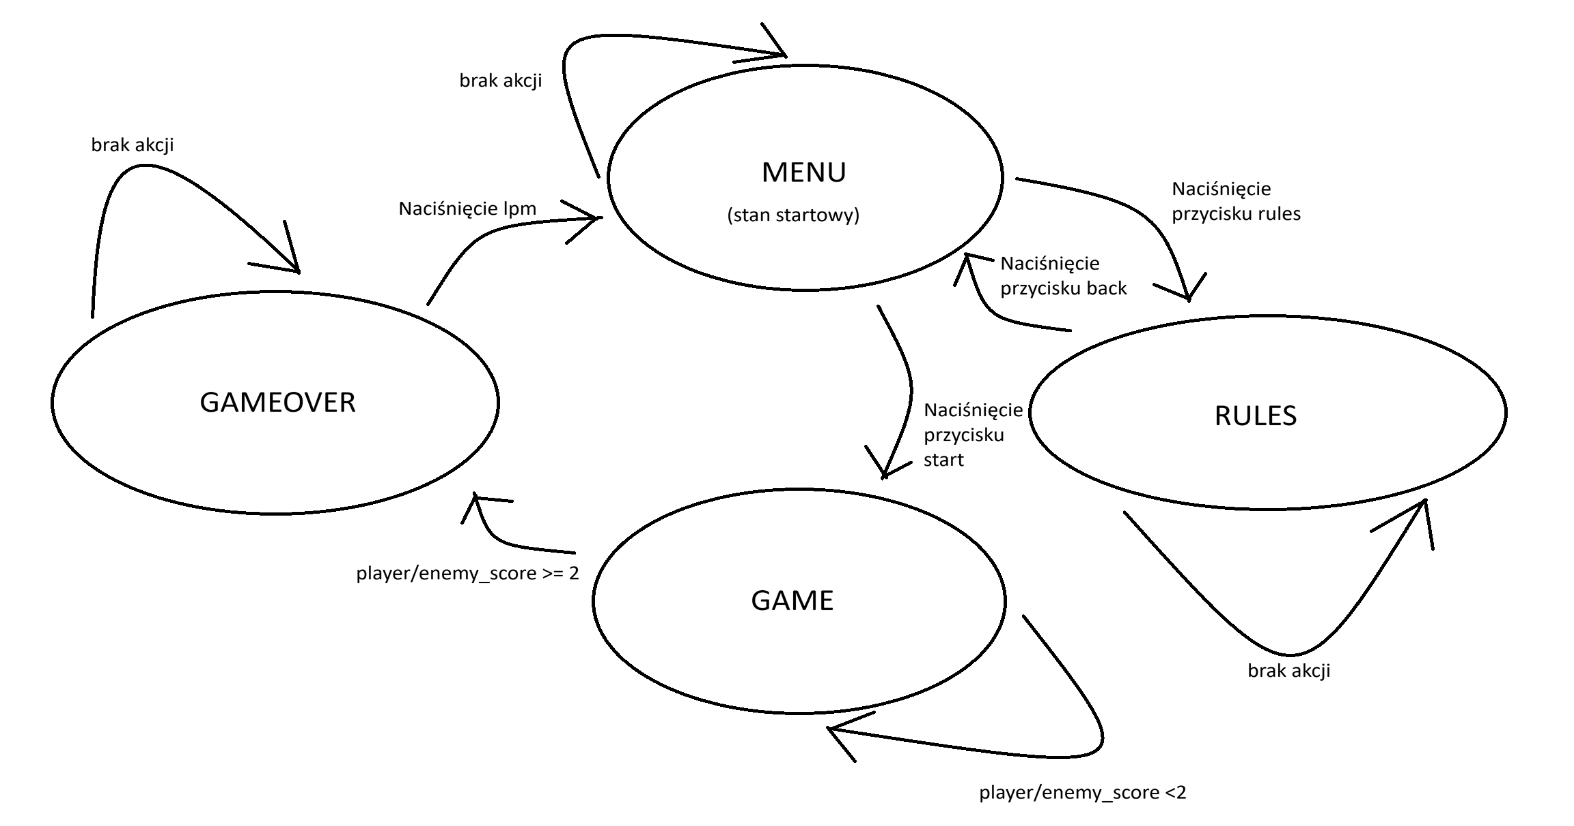 brak akcji
brak akcji
MENU
(stan startowy)
Naciśnięcie lpm
Naciśnięcie
przycisku rules
Naciśnięcie
przycisku back
GAMEOVER
Naciśnięcie
przycisku
start
RULES
player/enemy_score >= 2
GAME
brak akcji
player/enemy_score <2